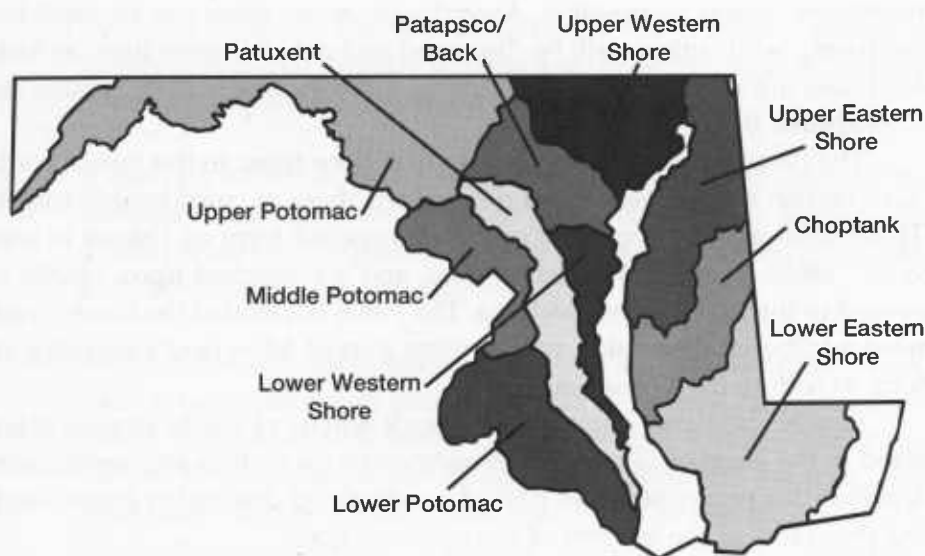 Patapsco/
Back
Upper Western
Shore
Patuxent
Upper Eastern
Shore
Upper Potomac
Choptank
Middle Potomac
Lower Eastern
Shore
Lower Western
Shore
Lower Potomac